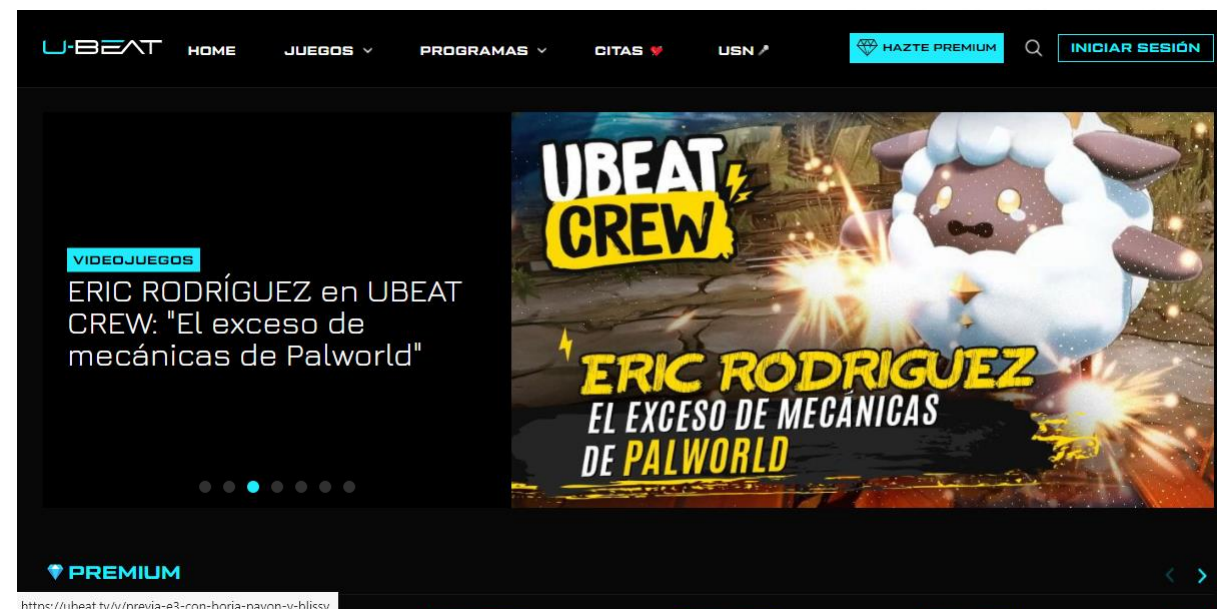 U-BEAT
HOME
JUEGOS
PROGRAMAS
CITAS
USN
HAZTE PREMIUM
INICIAR SESIÓN
VIDEOJUEGOS
ERIC RODRÍGUEZ en UBEAT
CREW: "El exceso de
mecánicas de Palworld"
UBEAT
CREW
ERIC RODRIGUEZ
EL EXCESO DE MECÁNICAS
DE PALWORLD
PREMIUM
https://ubeat.tv/v/previa-e3-con-borja-pavon-y-blissy